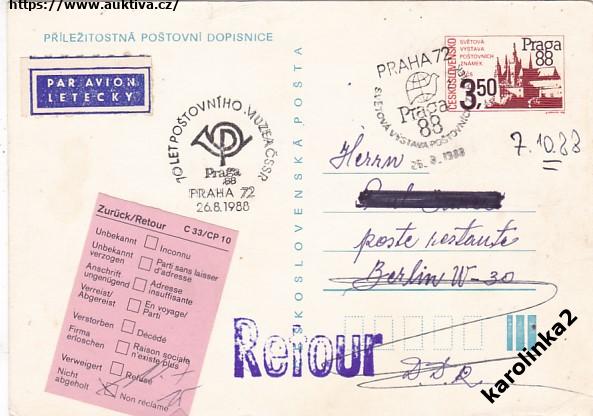 https://www.auktiva.cz/
PŘÍLEŽITOSTNÁ POŠTOVNÍ DOPISNICE
PAR AVION
LETECKY
10 LET POŠTOVNÍHO MUZEA ČSSR
Praga
88
PRAHA 72
26.8.1988
ČESKOSLOVENSKÁ POŠTA
PRAHA 72
Praga
88
SVĚTOVÁ VÝSTAVA POŠTOVNÍCH
26.8.1988
ČESKOSLOVENSKO
SVĚTOVÁ
VÝSTAVA
POŠTOVNÍCH
ZNÁMEK
Praga
88
3,50
7.10.88
Herrn
poste restante
Berlin W-30
D.D.R.
Zurück/Retour C 33/CP 10
Unbekannt Inconnu
Unbekannt verzogen Parti sans laisser d'adresse
Anschrift ungenügend Adresse insuffisante
Verreist/Abgereist En voyage/Parti
Verstorben Décédé
Firma erloschen Raison sociale n'existe plus
Verweigert Refusé
Nicht abgeholt Non réclamé
Retour
karolinka2